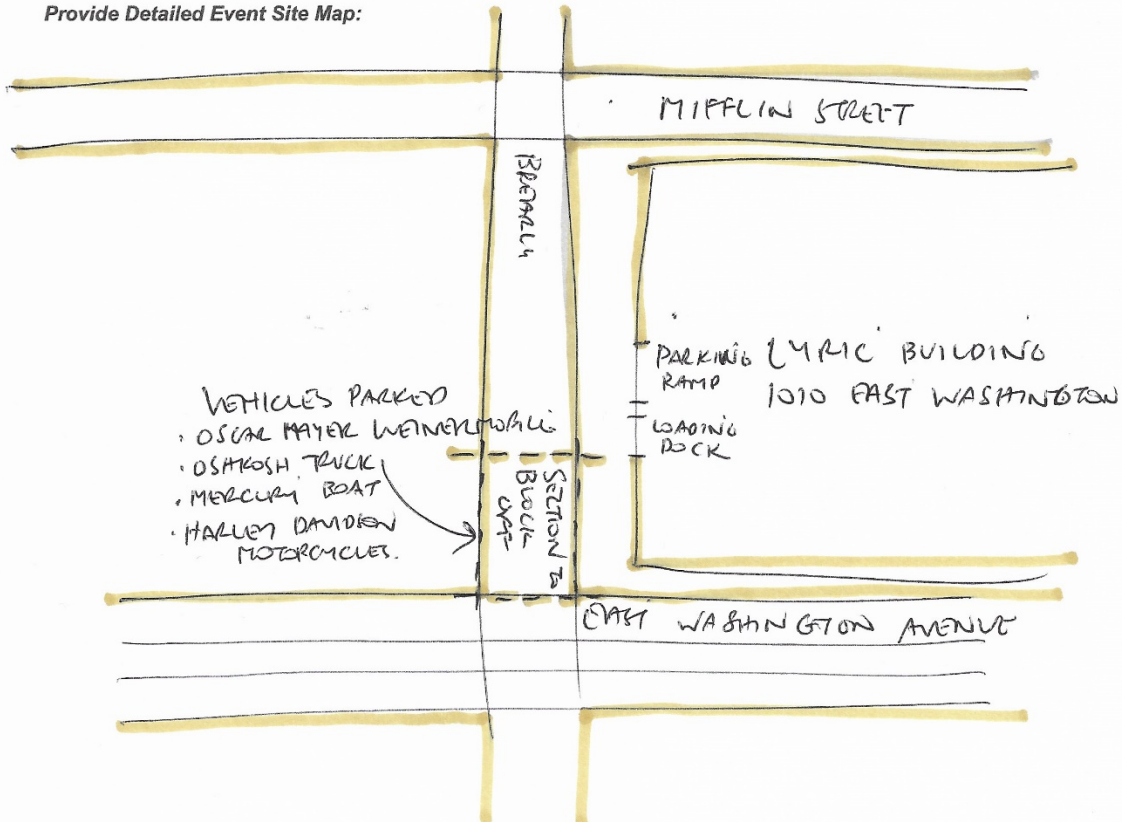 Provide Detailed Event Site Map:
MIFFLIN STREET
BREARLY
PARKING
RAMP
LYRIC BUILDING
1010 EAST WASHINGTON
LOADING
DOCK
VEHICLES PARKED
· OSCAR MAYER WEINERMOBILE
· OSHKOSH TRUCK
· MERCURY BOAT
· HARLEY DAVIDSON
MOTORCYCLES.
SECTION TO
BLOCK
OFF
EAST WASHINGTON AVENUE